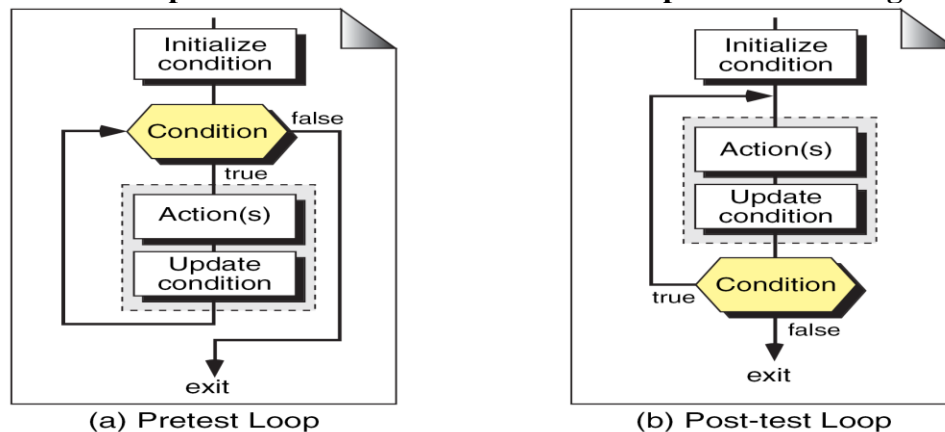 Initialize
condition
Condition
false
true
Action(s)
Update
condition
exit
(a) Pretest Loop
Initialize
condition
Action(s)
Update
condition
Condition
true
false
exit
(b) Post-test Loop